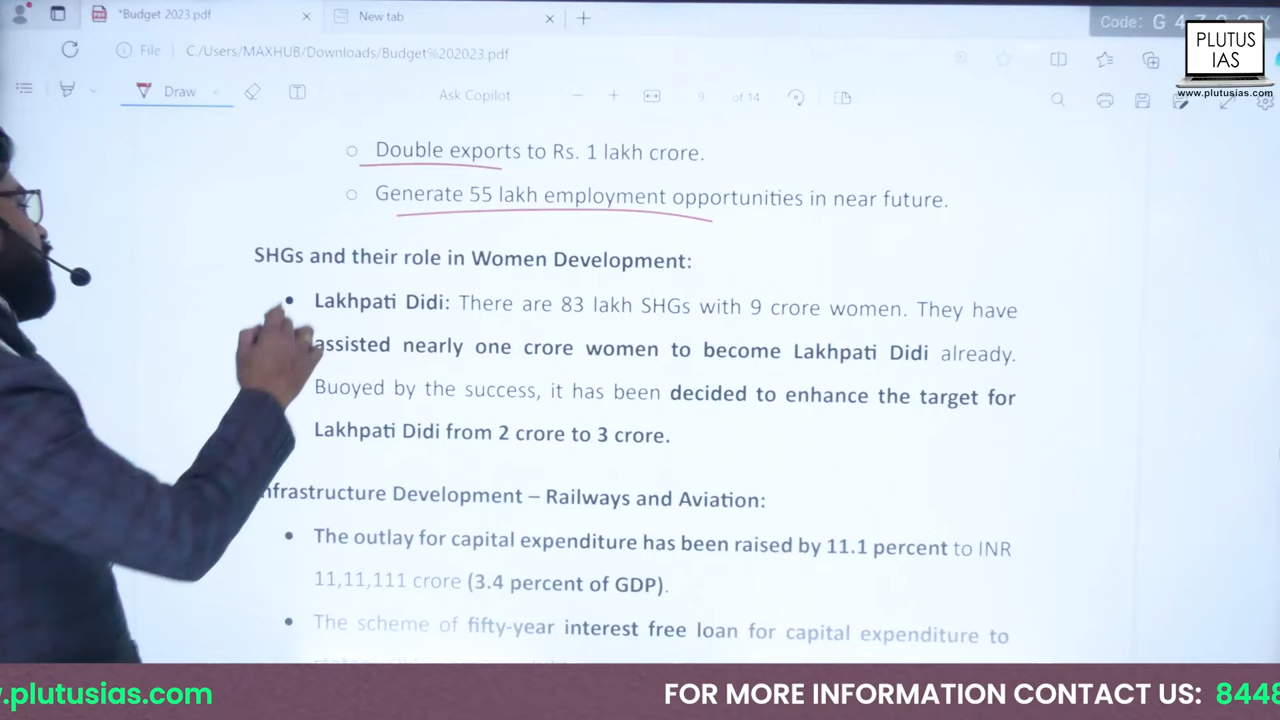 *Budget 2023.pdf
New tab
Code: G
PLUTUS
IAS
www.plutusias.com
File
C:/Users/MAXHUB/Downloads/Budget%202023.pdf
Draw
Ask Copilot
9 of 14
Double exports to Rs. 1 lakh crore.
Generate 55 lakh employment opportunities in near future.
SHGs and their role in Women Development:
• Lakhpati Didi: There are 83 lakh SHGs with 9 crore women. They have
assisted nearly one crore women to become Lakhpati Didi already.
Buoyed by the success, it has been decided to enhance the target for
Lakhpati Didi from 2 crore to 3 crore.
nfrastructure Development – Railways and Aviation:
• The outlay for capital expenditure has been raised by 11.1 percent to INR
11,11,111 crore (3.4 percent of GDP).
• The scheme of fifty-year interest free loan for capital expenditure to
.plutusias.com
FOR MORE INFORMATION CONTACT US: 8448